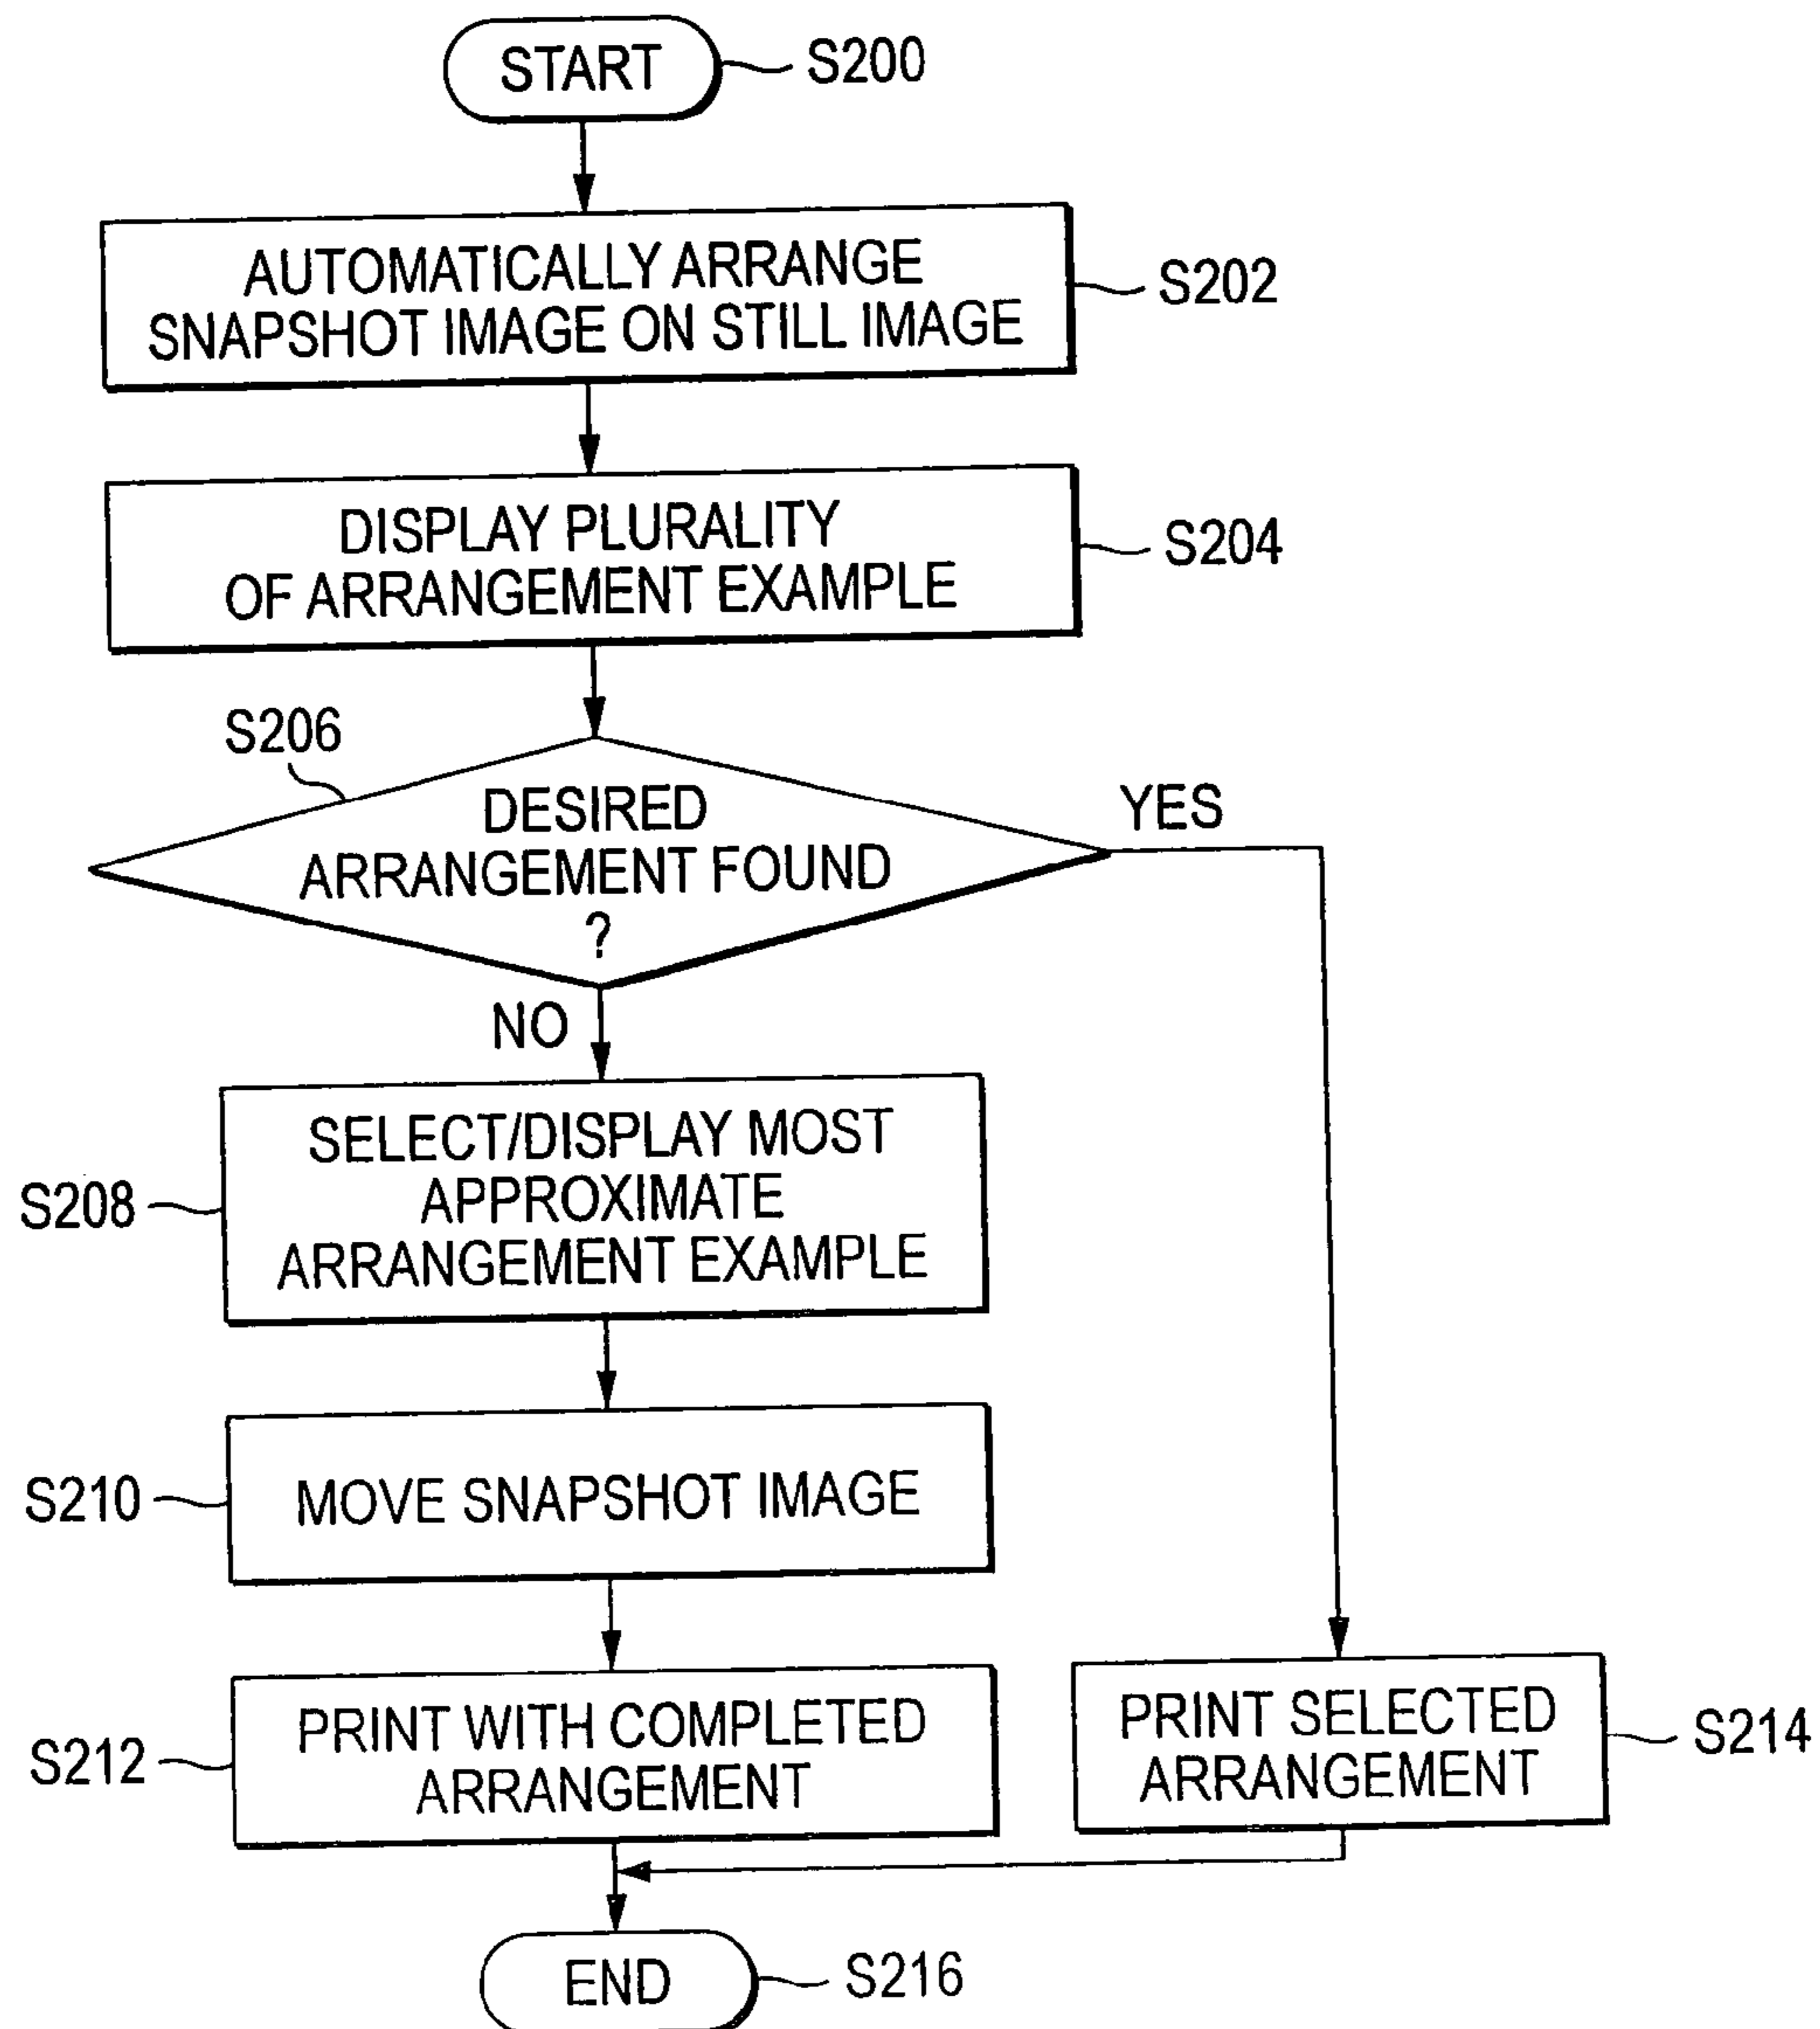 START
S200
AUTOMATICALLY ARRANGE
SNAPSHOT IMAGE ON STILL IMAGE
S202
DISPLAY PLURALITY
OF ARRANGEMENT EXAMPLE
S204
S206
DESIRED
ARRANGEMENT FOUND
?
YES
NO
SELECT/DISPLAY MOST
APPROXIMATE
ARRANGEMENT EXAMPLE
S208
MOVE SNAPSHOT IMAGE
S210
PRINT WITH COMPLETED
ARRANGEMENT
S212
PRINT SELECTED
ARRANGEMENT
S214
END
S216